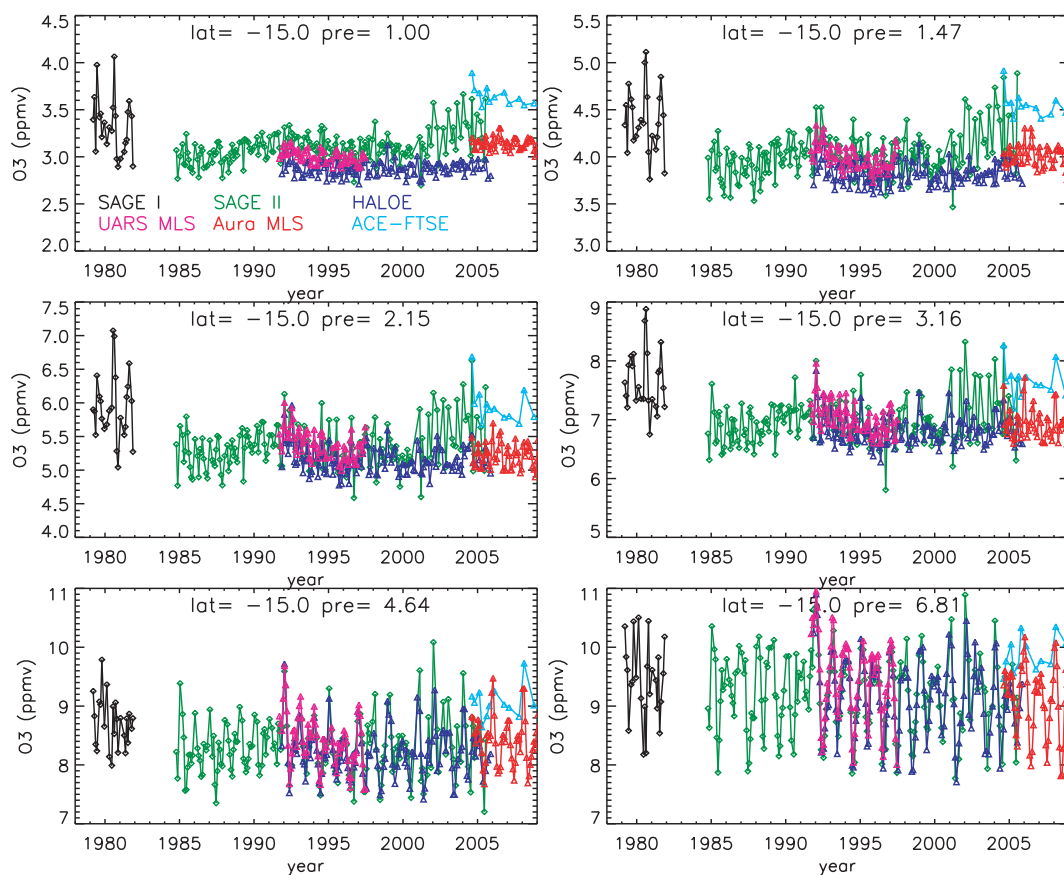 lat= -15.0 pre= 1.00
4.5
4.0
3.5
3.0
2.5
2.0
O3 (ppmv)
SAGE I SAGE II HALOE
UARS MLS Aura MLS ACE-FTSE
1980 1985 1990 1995 2000 2005
year
lat= -15.0 pre= 1.47
5.5
5.0
4.5
4.0
3.5
3.0
O3 (ppmv)
1980 1985 1990 1995 2000 2005
year
lat= -15.0 pre= 2.15
7.5
7.0
6.5
6.0
5.5
5.0
4.5
4.0
O3 (ppmv)
1980 1985 1990 1995 2000 2005
year
lat= -15.0 pre= 3.16
9
8
7
6
5
O3 (ppmv)
1980 1985 1990 1995 2000 2005
year
lat= -15.0 pre= 4.64
11
10
9
8
7
O3 (ppmv)
1980 1985 1990 1995 2000 2005
year
lat= -15.0 pre= 6.81
11
10
9
8
7
O3 (ppmv)
1980 1985 1990 1995 2000 2005
year